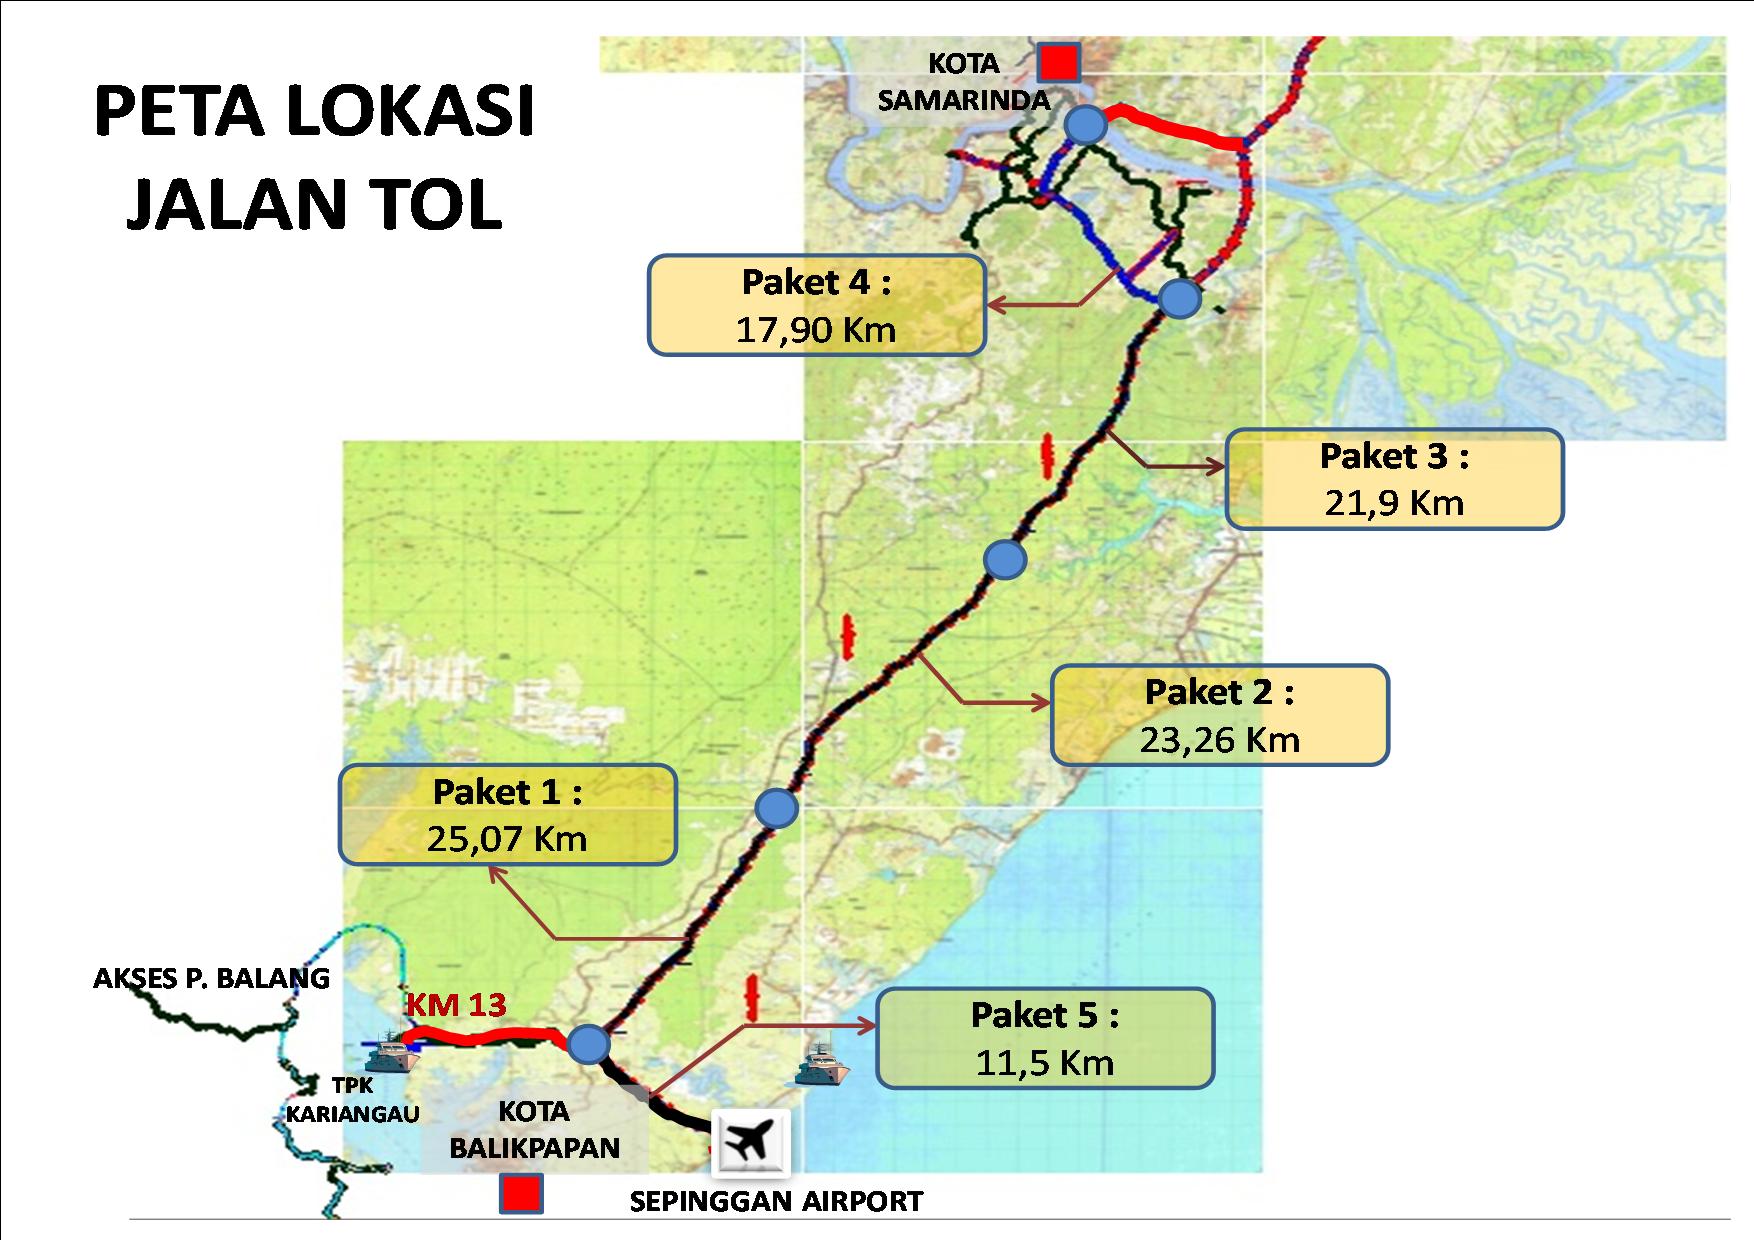 PETA LOKASI
JALAN TOL
KOTA
SAMARINDA
Paket 4 :
17,90 Km
Paket 3 :
21,9 Km
Paket 2 :
23,26 Km
Paket 1 :
25,07 Km
AKSES P. BALANG
KM 13
Paket 5 :
11,5 Km
TPK
KARIANGAU
KOTA
BALIKPAPAN
SEPINGGAN AIRPORT